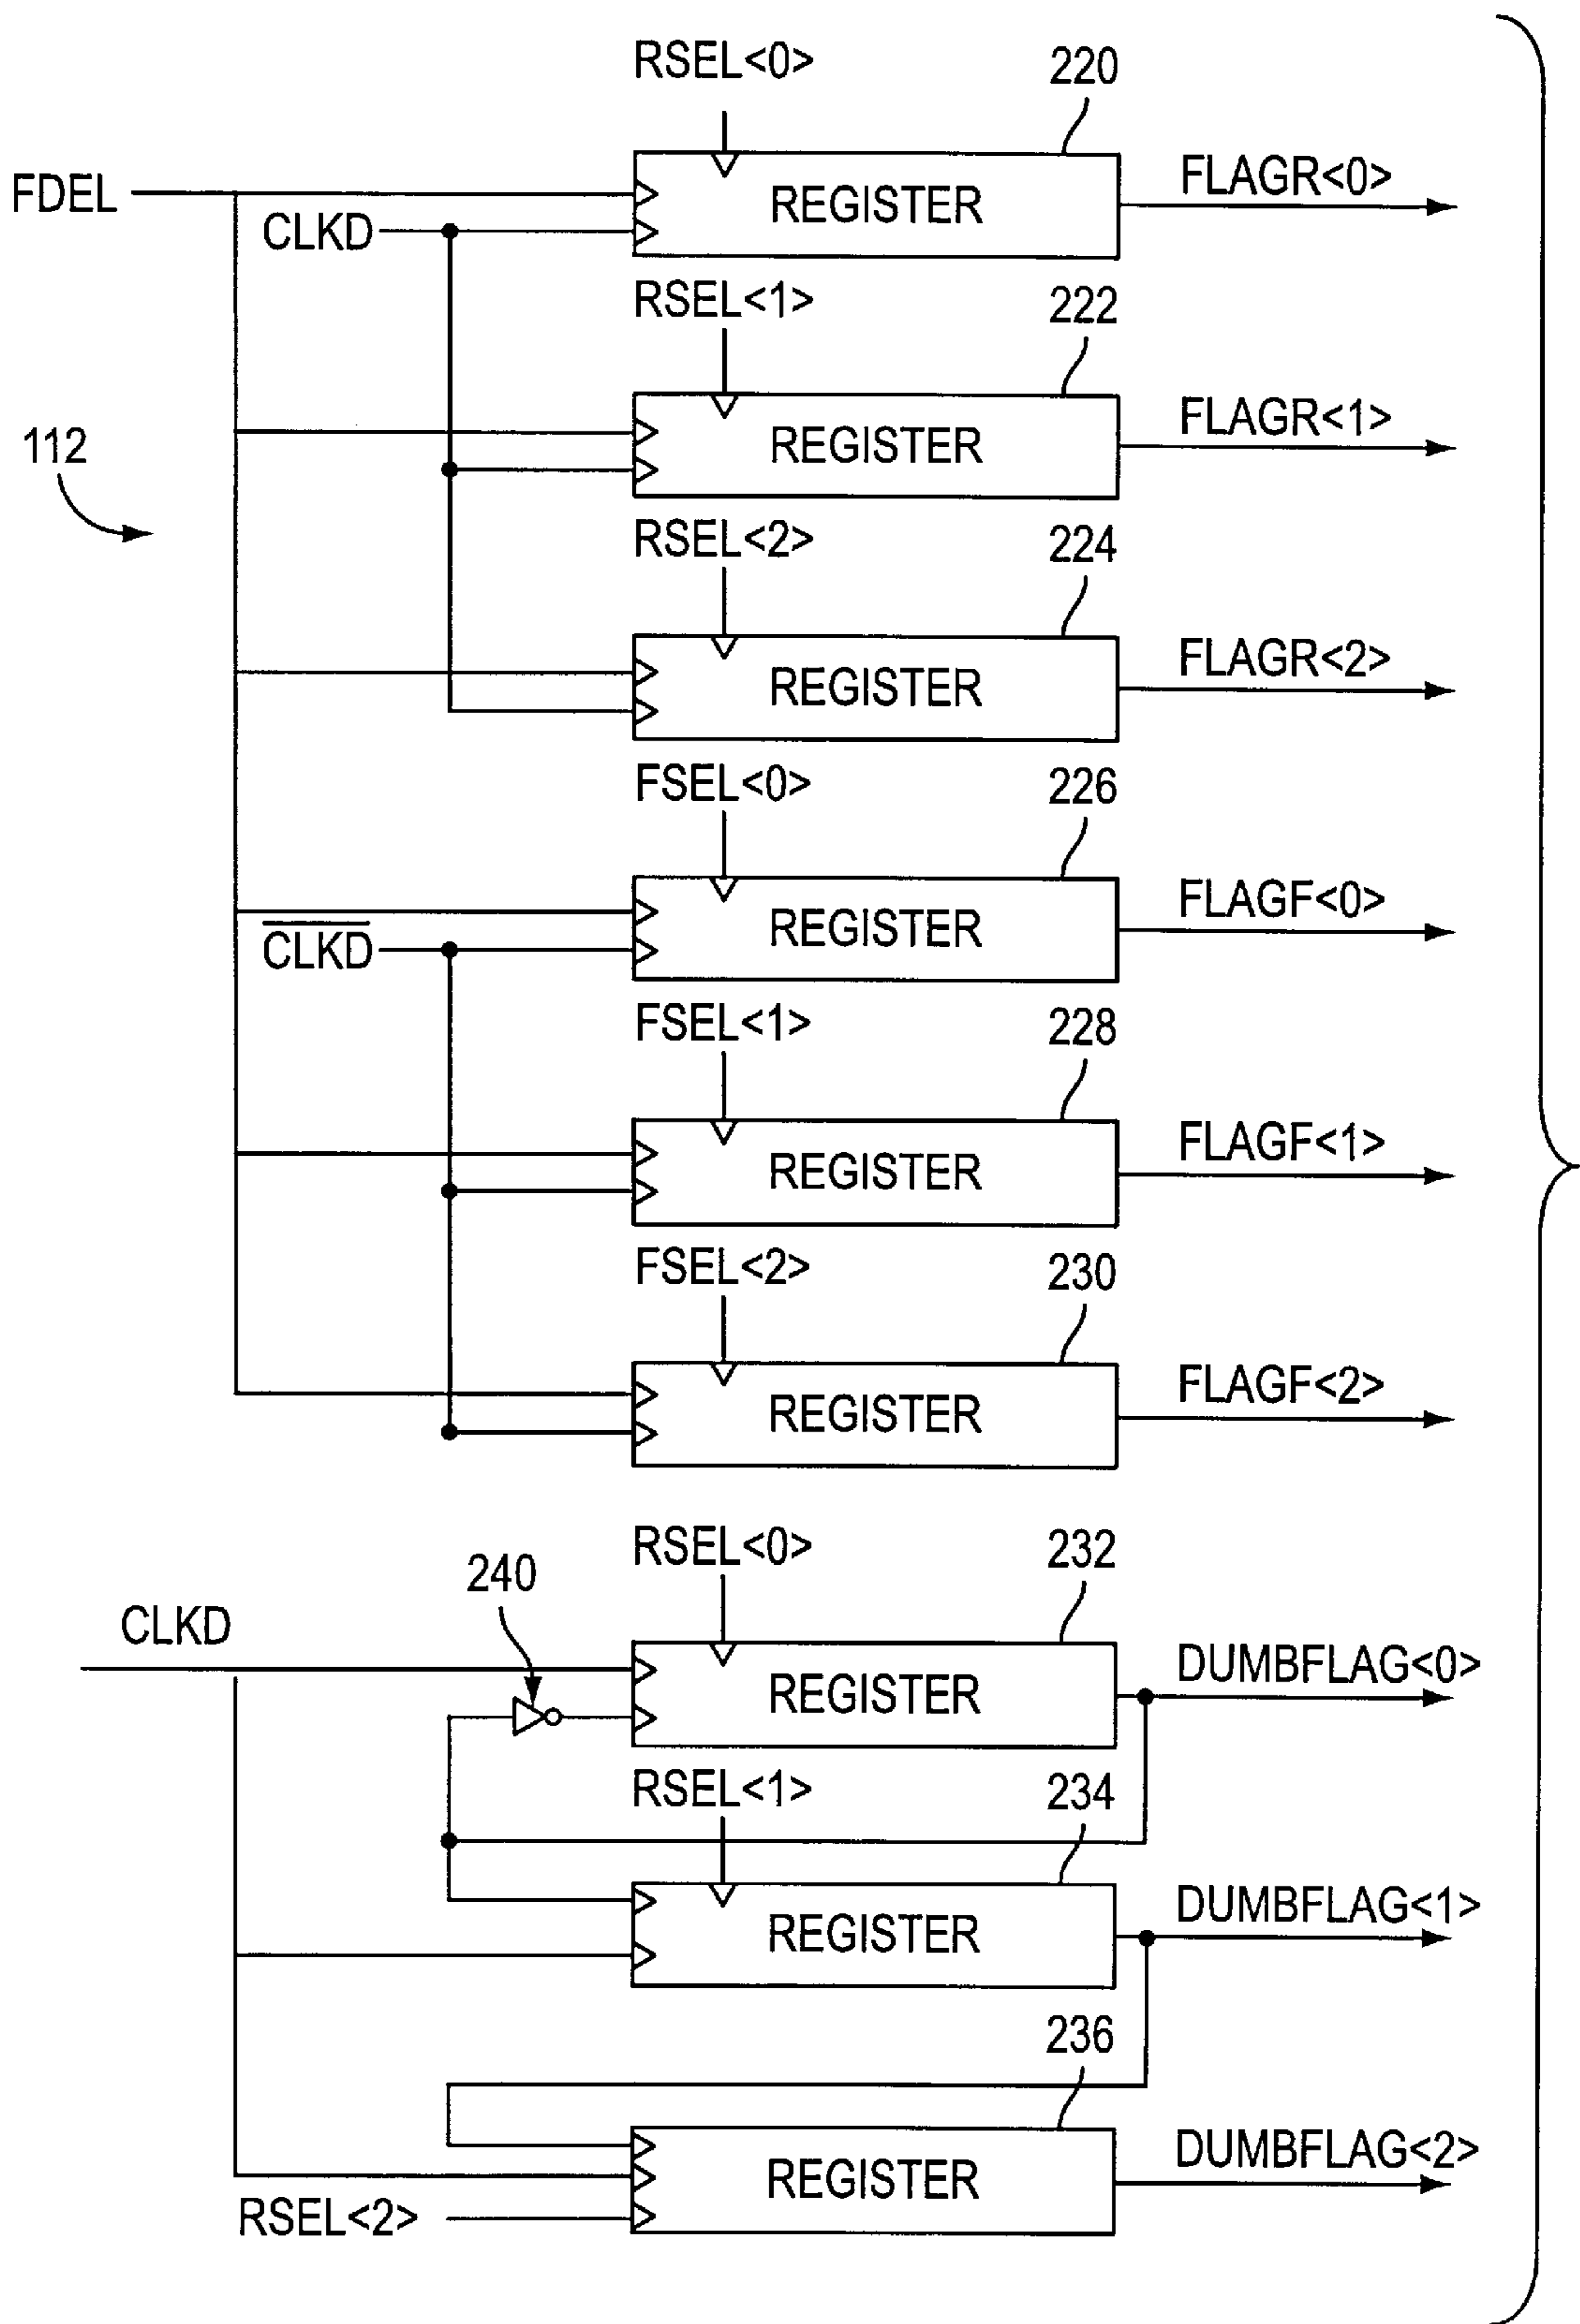 RSEL<0>
220
FDEL
REGISTER
FLAGR<0>
CLKD
RSEL<1>
222
112
REGISTER
FLAGR<1>
RSEL<2>
224
REGISTER
FLAGR<2>
FSEL<0>
226
REGISTER
FLAGF<0>
CLKD
FSEL<1>
228
REGISTER
FLAGF<1>
FSEL<2>
230
REGISTER
FLAGF<2>
RSEL<0>
232
240
CLKD
REGISTER
DUMBFLAG<0>
RSEL<1>
234
REGISTER
DUMBFLAG<1>
236
REGISTER
DUMBFLAG<2>
RSEL<2>